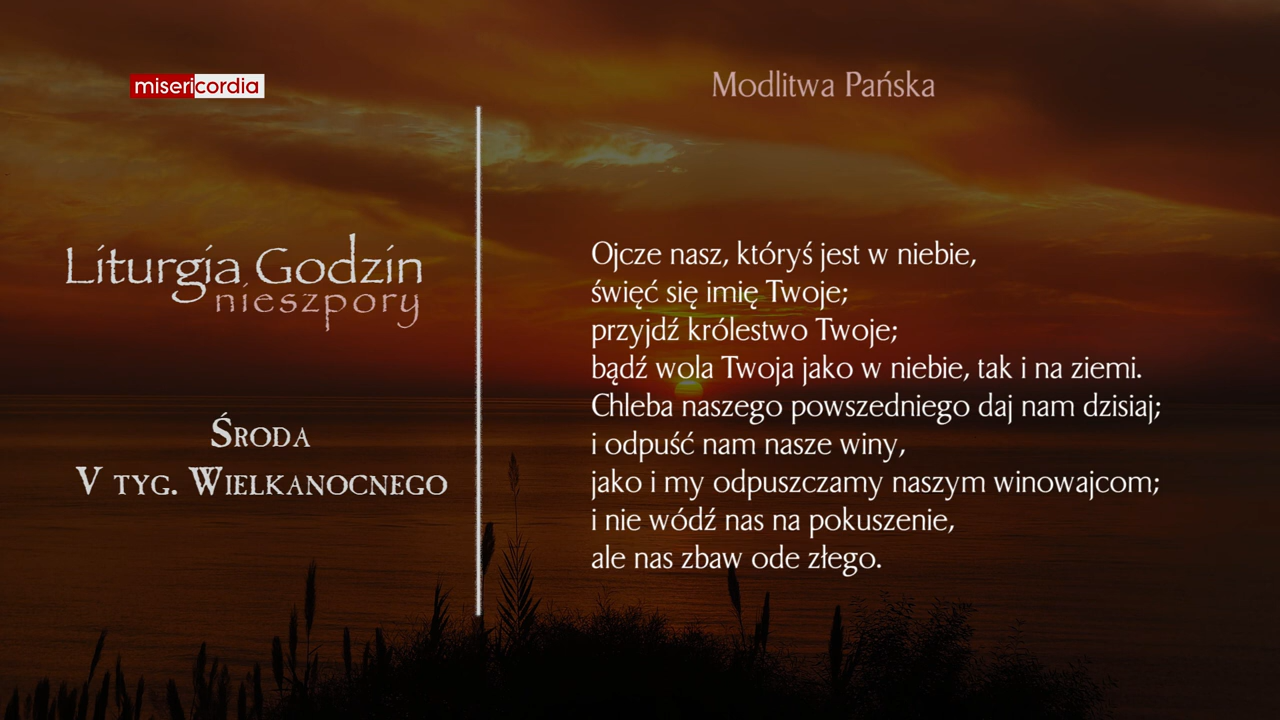 misericordia
Liturgia Godzin
nieszpory
Środa
V tyg. Wielkanocnego
Modlitwa Pańska
Ojcze nasz, któryś jest w niebie,
święć się imię Twoje;
przyjdź królestwo Twoje;
bądź wola Twoja jako w niebie, tak i na ziemi.
Chleba naszego powszedniego daj nam dzisiaj;
i odpuść nam nasze winy,
jako i my odpuszczamy naszym winowajcom;
i nie wódź nas na pokuszenie,
ale nas zbaw ode złego.